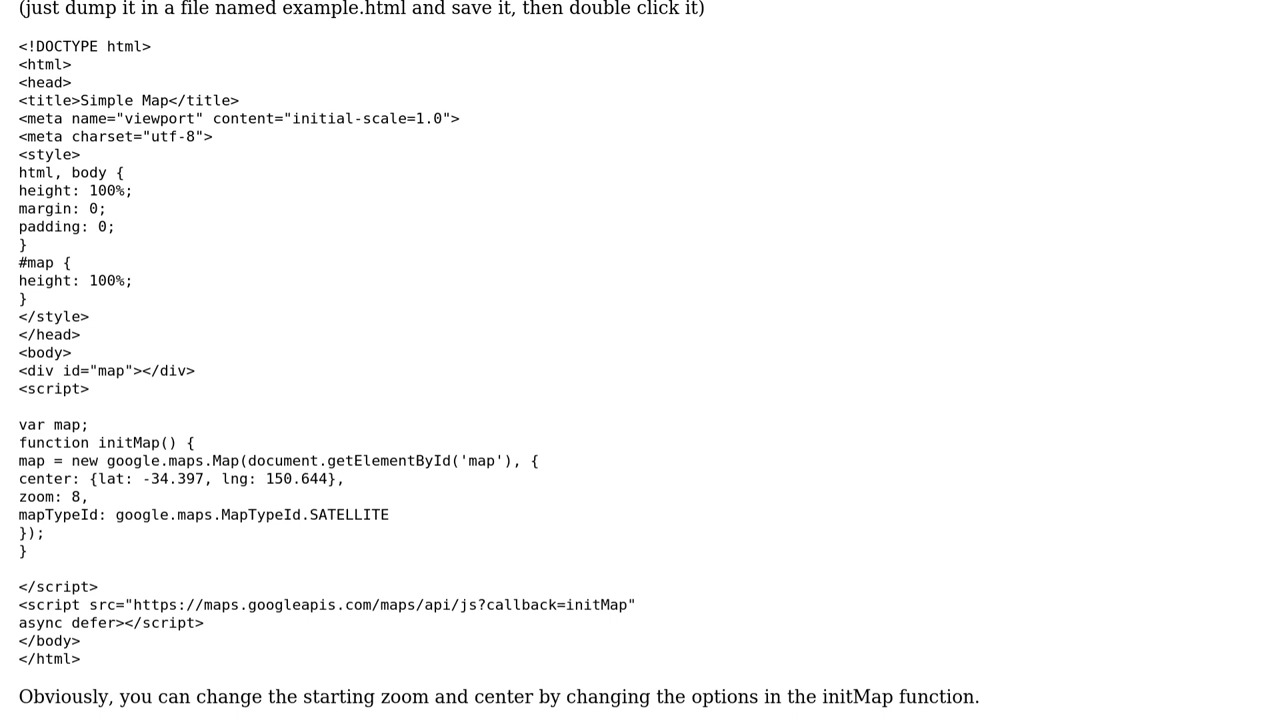 (just dump it in a file named example.html and save it, then double click it)
<!DOCTYPE html>
<html>
<head>
<title>Simple Map</title>
<meta name="viewport" content="initial-scale=1.0">
<meta charset="utf-8">
<style>
html, body {
height: 100%;
margin: 0;
padding: 0;
}
#map {
height: 100%;
}
</style>
</head>
<body>
<div id="map"></div>
<script>
var map;
function initMap() {
map = new google.maps.Map(document.getElementById('map'), {
center: {lat: -34.397, lng: 150.644},
zoom: 8,
mapTypeId: google.maps.MapTypeId.SATELLITE
});
}
</script>
<script src="https://maps.googleapis.com/maps/api/js?callback=initMap"
async defer></script>
</body>
</html>
Obviously, you can change the starting zoom and center by changing the options in the initMap function.